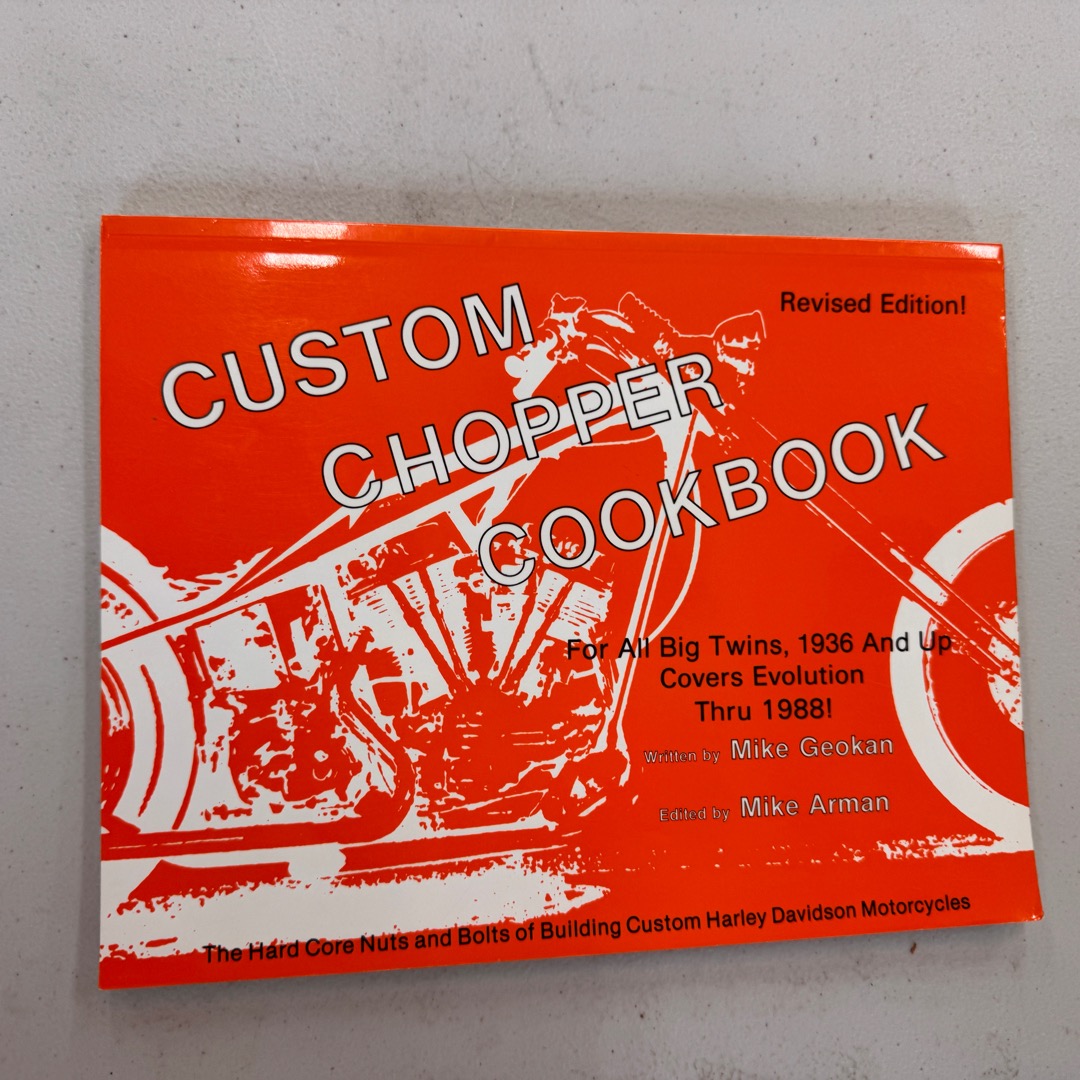 Revised Edition!
CUSTOM
CHOPPER
COOKBOOK
For All Big Twins, 1936 And Up
Covers Evolution
Thru 1988!
Written by Mike Geokan
Edited by Mike Arman
The Hard Core Nuts and Bolts of Building Custom Harley Davidson Motorcycles